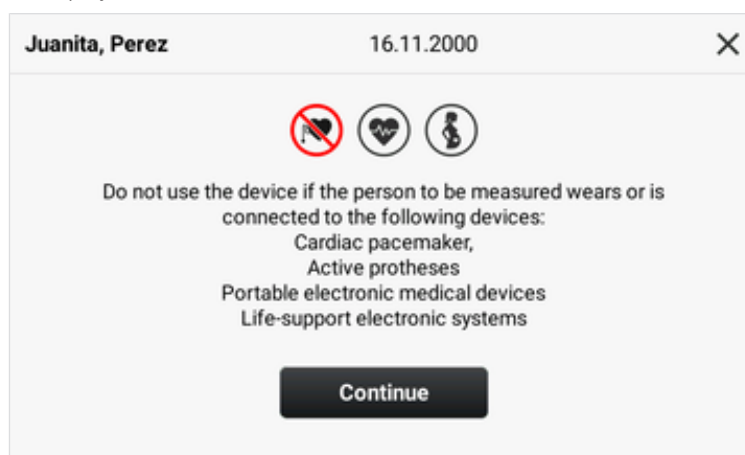 Juanita, Perez
16.11.2000
Do not use the device if the person to be measured wears or is
connected to the following devices:
Cardiac pacemaker,
Active protheses
Portable electronic medical devices
Life-support electronic systems
Continue